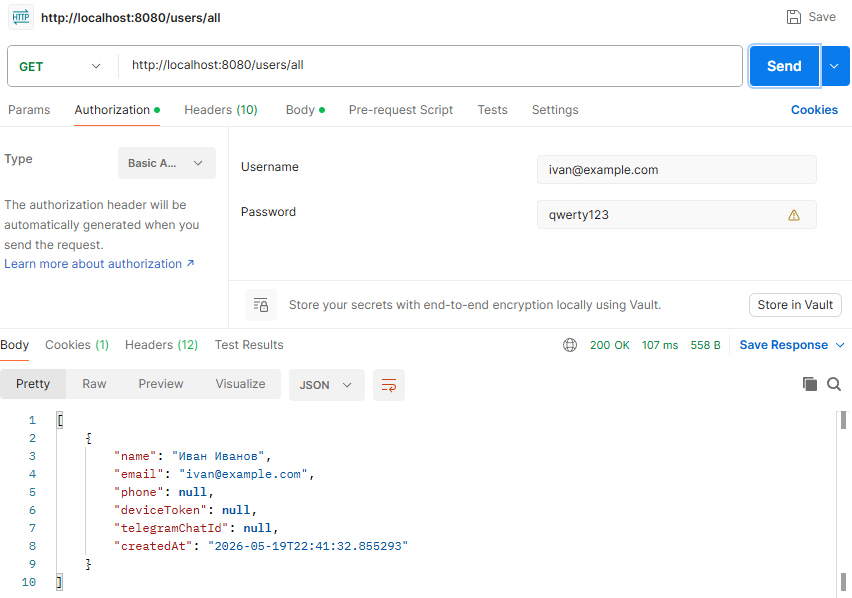 HTTP http://localhost:8080/users/all Save
GET http://localhost:8080/users/all Send
Params Authorization Headers (10) Body Pre-request Script Tests Settings Cookies
Type Basic A...
The authorization header will be
automatically generated when you
send the request.
Learn more about authorization ↗
Username ivan@example.com
Password qwerty123
Store your secrets with end-to-end encryption locally using Vault. Store in Vault
Body Cookies (1) Headers (12) Test Results 200 OK 107 ms 558 B Save Response
Pretty Raw Preview Visualize JSON
1 [
2 {
3 "name": "Иван Иванов",
4 "email": "ivan@example.com",
5 "phone": null,
6 "deviceToken": null,
7 "telegramChatId": null,
8 "createdAt": "2026-05-19T22:41:32.855293"
9 }
10 ]